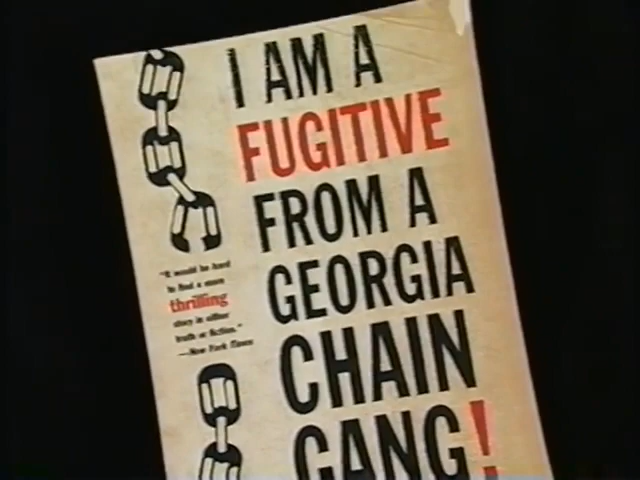 I AM A
FUGITIVE
FROM A
GEORGIA
CHAIN
GANG!
"It would be hard
to find a more
thrilling
story in either
truth or fiction."
—New York Times